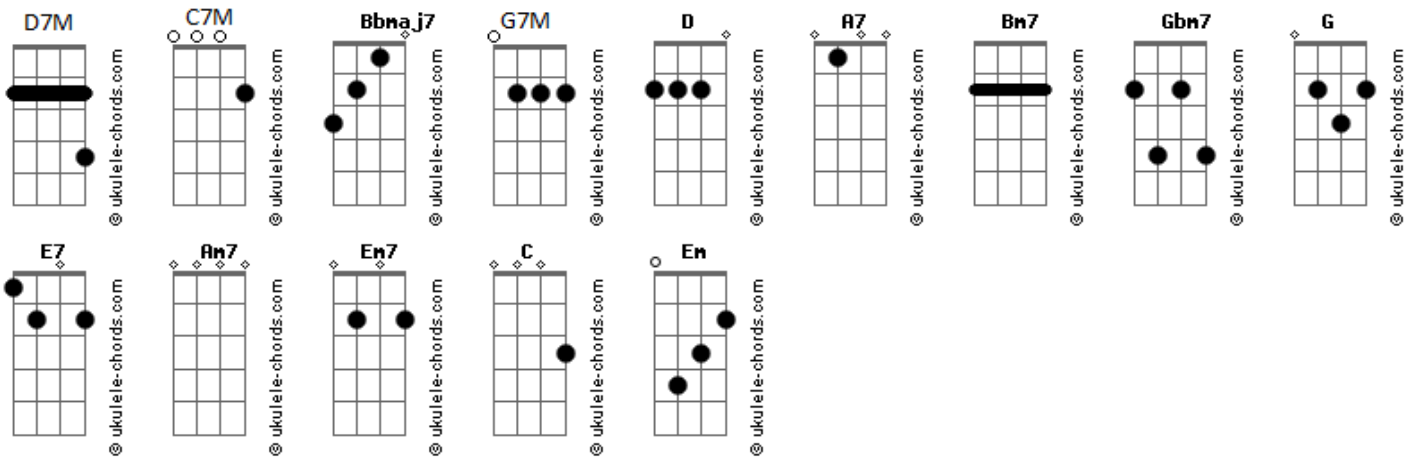 D7M C7M Bbmaj7 G7M D A7 Bm7 Gbm7 G
© ukulele-chords.com © ukulele-chords.com © ukulele-chords.com © ukulele-chords.com © ukulele-chords.com © ukulele-chords.com © ukulele-chords.com © ukulele-chords.com © ukulele-chords.com
E7 Am7 Em7 C Em
© ukulele-chords.com © ukulele-chords.com © ukulele-chords.com © ukulele-chords.com © ukulele-chords.com